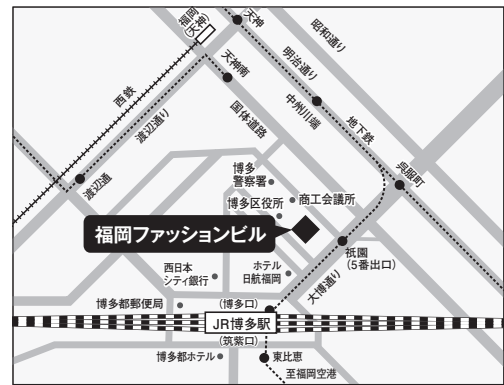 福岡
(天神)
天神
昭和通り
明治通り
天神南
西鉄
渡辺通り
国体道路
中州川端
地下鉄
呉服町
渡辺通
博多
警察署
博多区役所
商工会議所
福岡ファッションビル
祇園
(5番出口)
西日本
シティ銀行
ホテル
日航福岡
大博通り
博多都郵便局
(博多口)
JR博多駅
(筑紫口)
博多都ホテル
東比恵
至福岡空港